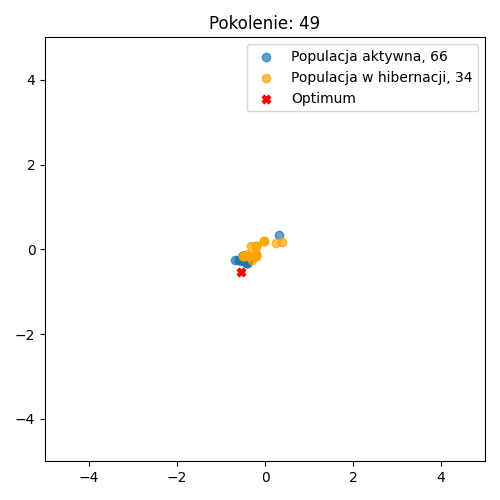 Pokolenie: 49
Populacja aktywna, 66
Populacja w hibernacji, 34
Optimum
4
2
0
−2
−4
−4 −2 0 2 4